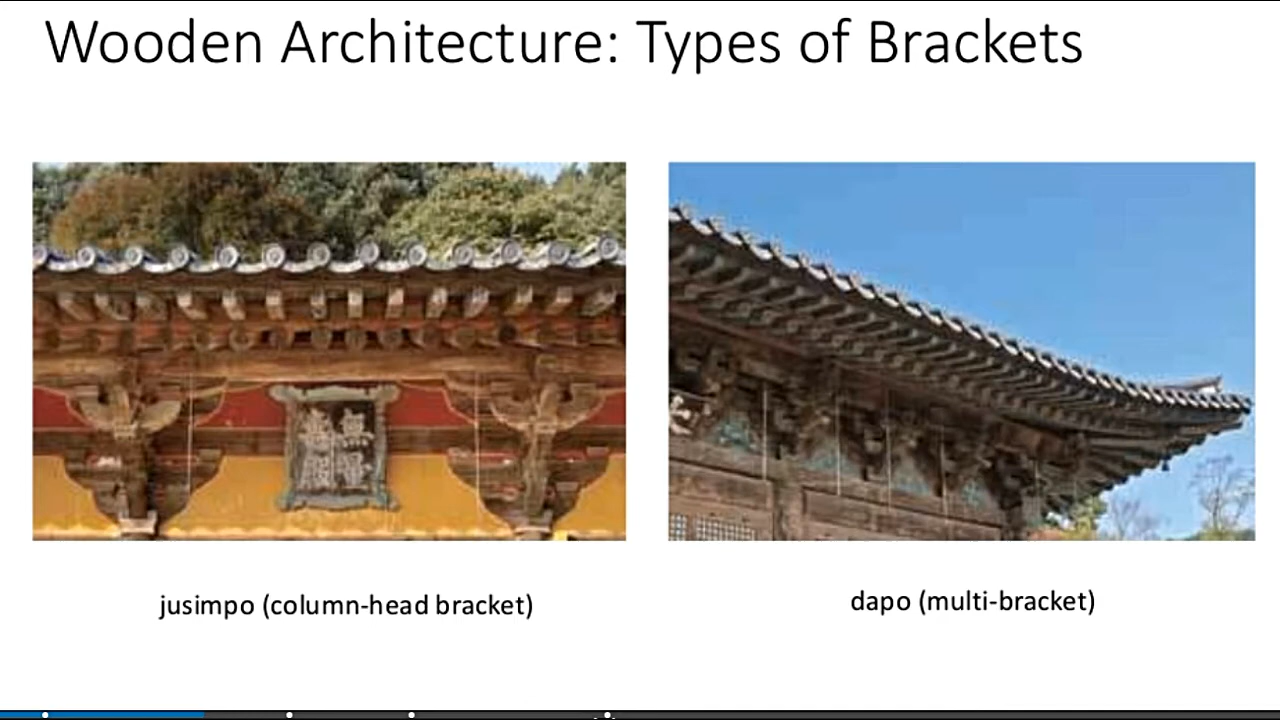 Wooden Architecture: Types of Brackets
jusimpo (column-head bracket)
dapo (multi-bracket)